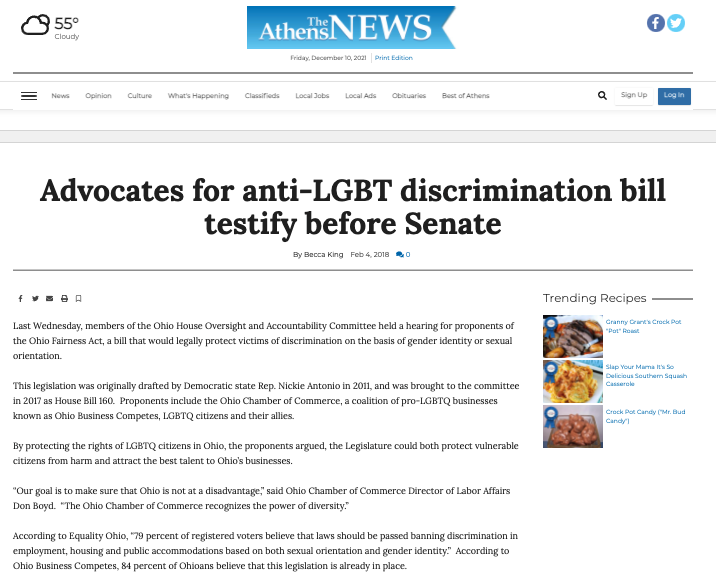 55°
Cloudy
The
Athens NEWS
Friday, December 10, 2021 Print Edition
News Opinion Culture What's Happening Classifieds Local Jobs Local Ads Obituaries Best of Athens Sign Up Log In
Advocates for anti-LGBT discrimination bill
testify before Senate
By Becca King Feb 4, 2018 0
Trending Recipes
Last Wednesday, members of the Ohio House Oversight and Accountability Committee held a hearing for proponents of
the Ohio Fairness Act, a bill that would legally protect victims of discrimination on the basis of gender identity or sexual
orientation.
This legislation was originally drafted by Democratic state Rep. Nickie Antonio in 2011, and was brought to the committee
in 2017 as House Bill 160.  Proponents include the Ohio Chamber of Commerce, a coalition of pro-LGBTQ businesses
known as Ohio Business Competes, LGBTQ citizens and their allies.
By protecting the rights of LGBTQ citizens in Ohio, the proponents argued, the Legislature could both protect vulnerable
citizens from harm and attract the best talent to Ohio's businesses.
"Our goal is to make sure that Ohio is not at a disadvantage," said Ohio Chamber of Commerce Director of Labor Affairs
Don Boyd.  "The Ohio Chamber of Commerce recognizes the power of diversity."
According to Equality Ohio, "79 percent of registered voters believe that laws should be passed banning discrimination in
employment, housing and public accommodations based on both sexual orientation and gender identity."  According to
Ohio Business Competes, 84 percent of Ohioans believe that this legislation is already in place.
Granny Grant's Crock Pot
"Pot" Roast
Slap Your Mama It's So
Delicious Southern Squash
Casserole
Crock Pot Candy ("Mr. Bud
Candy")